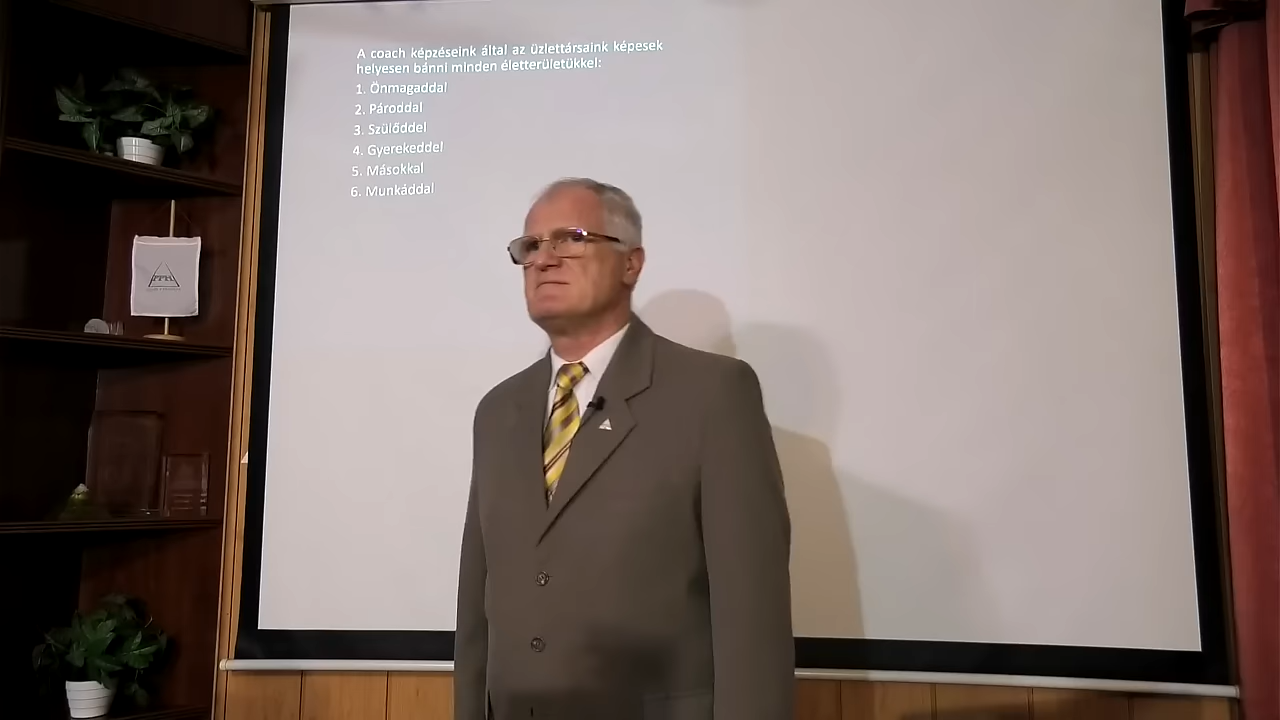 A coach képzéseink által az üzlettársaink képesek
helyesen bánni minden életterületükkel:
1. Önmagaddal
2. Pároddal
3. Szülőddel
4. Gyerekeddel
5. Másokkal
6. Munkáddal